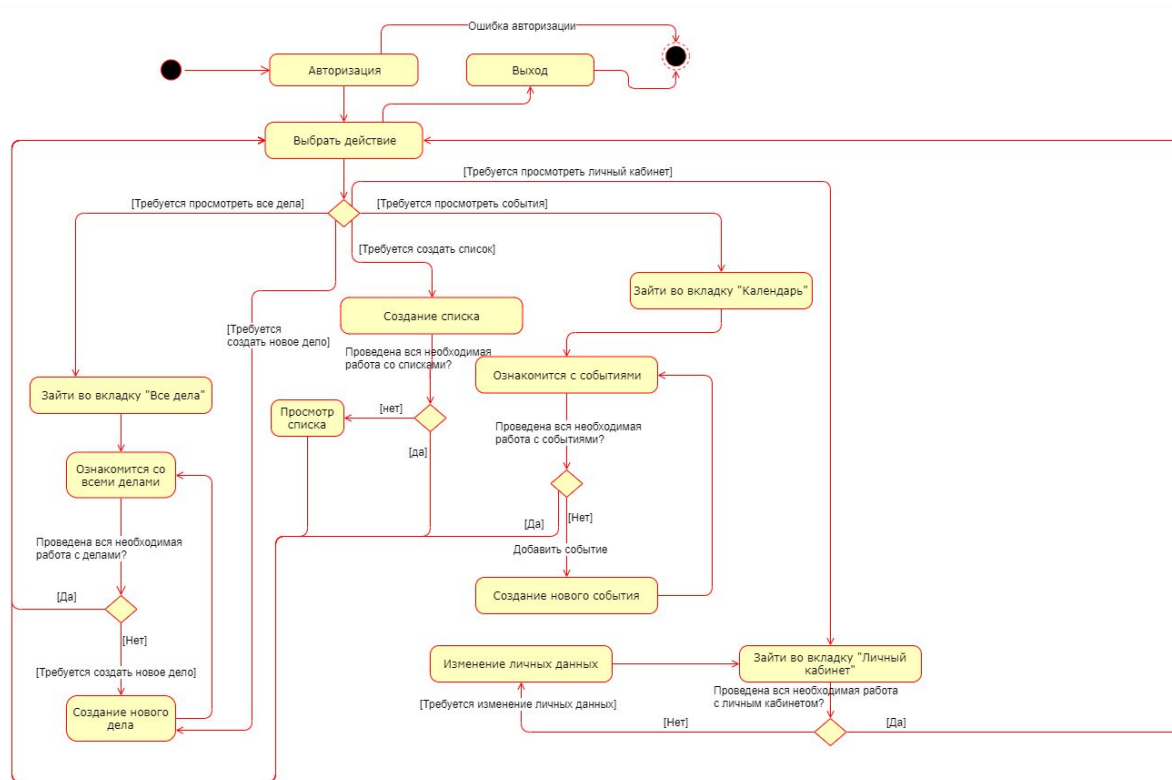 Ошибка авторизации
Авторизация
Выход
Выбрать действие
[Требуется просмотреть личный кабинет]
[Требуется просмотреть все дела]
[Требуется просмотреть события]
[Требуется создать список]
Зайти во вкладку "Календарь"
Создание списка
[Требуется
создать новое дело]
Проведена вся необходимая
работа со списками?
Ознакомится с событиями
Зайти во вкладку "Все дела"
[нет]
Просмотр
списка
Проведена вся необходимая
работа с событиями?
[да]
Ознакомится со
всеми делами
[Да]
[Нет]
Проведена вся необходимая
работа с делами?
Добавить событие
[Да]
Создание нового события
[Нет]
[Требуется создать новое дело]
Изменение личных данных
Зайти во вкладку "Личный
кабинет"
Проведена вся необходимая работа
с личным кабинетом?
[Требуется изменение личных данных]
Создание нового
дела
[Нет]
[Да]